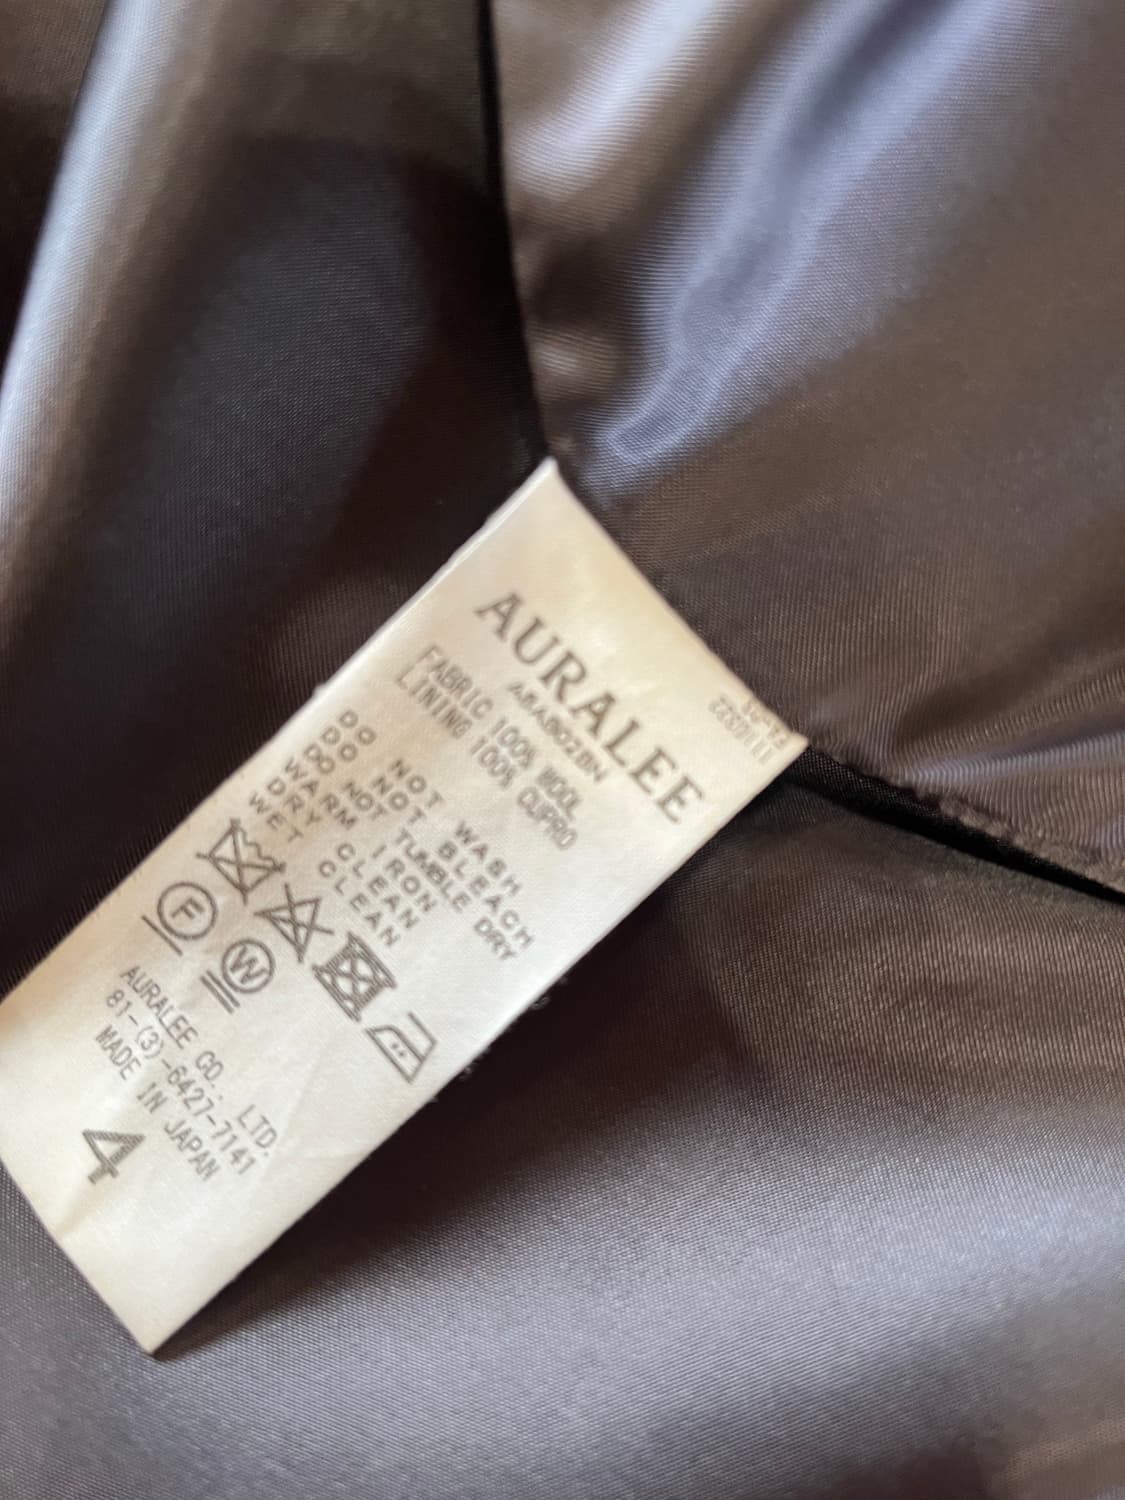 AURALEE
A5AB02BN
FABRIC 100% WOOL
LINING 100% CUPRO
DO NOT WASH
DO NOT BLEACH
DO NOT TUMBLE DRY
WARM IRON
DRY CLEAN
WET CLEAN
F
W
AURALEE CO., LTD.
81-(3)-6427-7141
MADE IN JAPAN
4